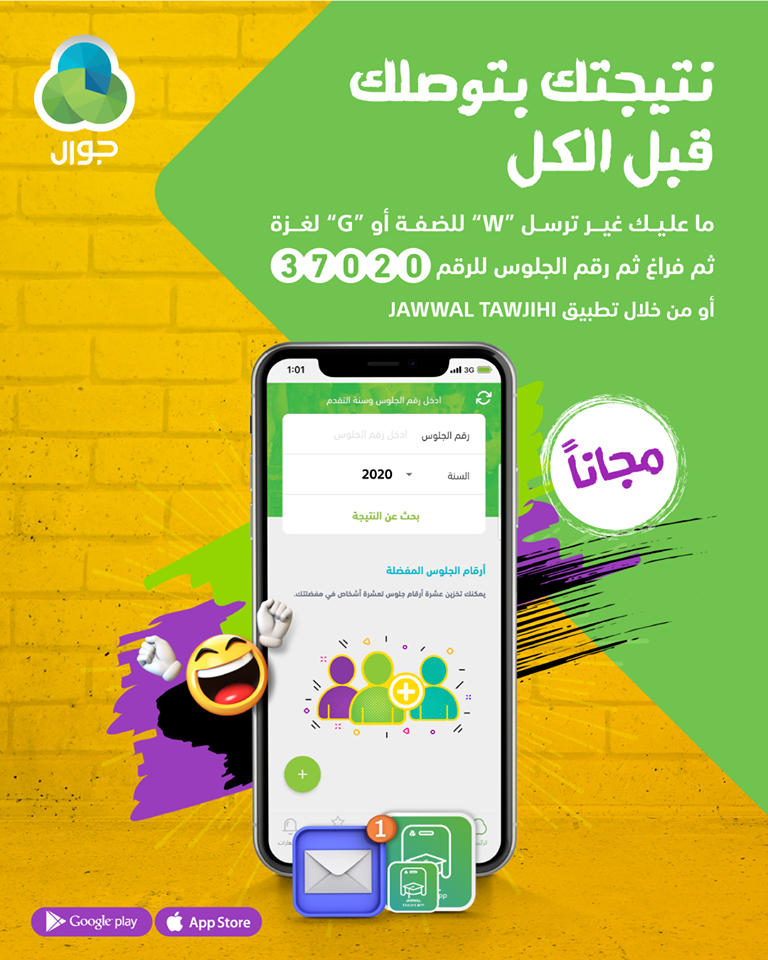 جوال
نتيجتك بتوصلك
قبل الكل
ما عليك غير ترسل "W" للضفة أو "G" لغزة
ثم فراغ ثم رقم الجلوس للرقم 37020
أو من خلال تطبيق JAWWAL TAWJIHI
1:01
3G
ادخل رقم الجلوس وسنة التقدم
رقم الجلوس ادخل رقم الجلوس
السنة 2020
بحث عن النتيجة
مجاناً
أرقام الجلوس المفضلة
يمكنك تخزين عشرة أرقام جلوس لعشرة أشخاص في مفضلتك.
+
1
JAWWAL
TAWJIHI APP
Google play
App Store